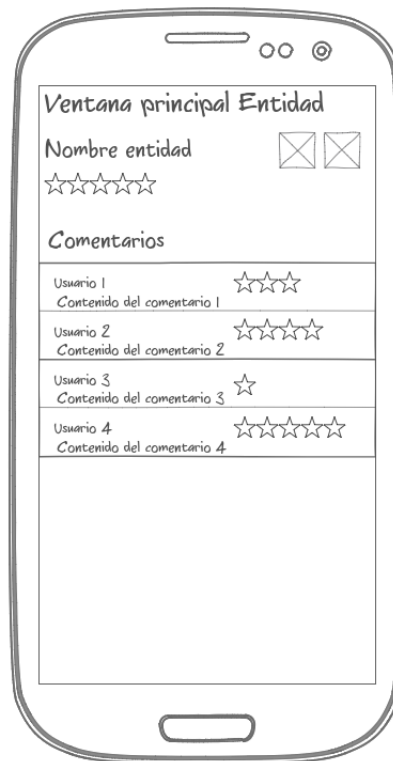 Ventana principal Entidad
Nombre entidad
Comentarios
Usuario 1
Contenido del comentario 1
Usuario 2
Contenido del comentario 2
Usuario 3
Contenido del comentario 3
Usuario 4
Contenido del comentario 4